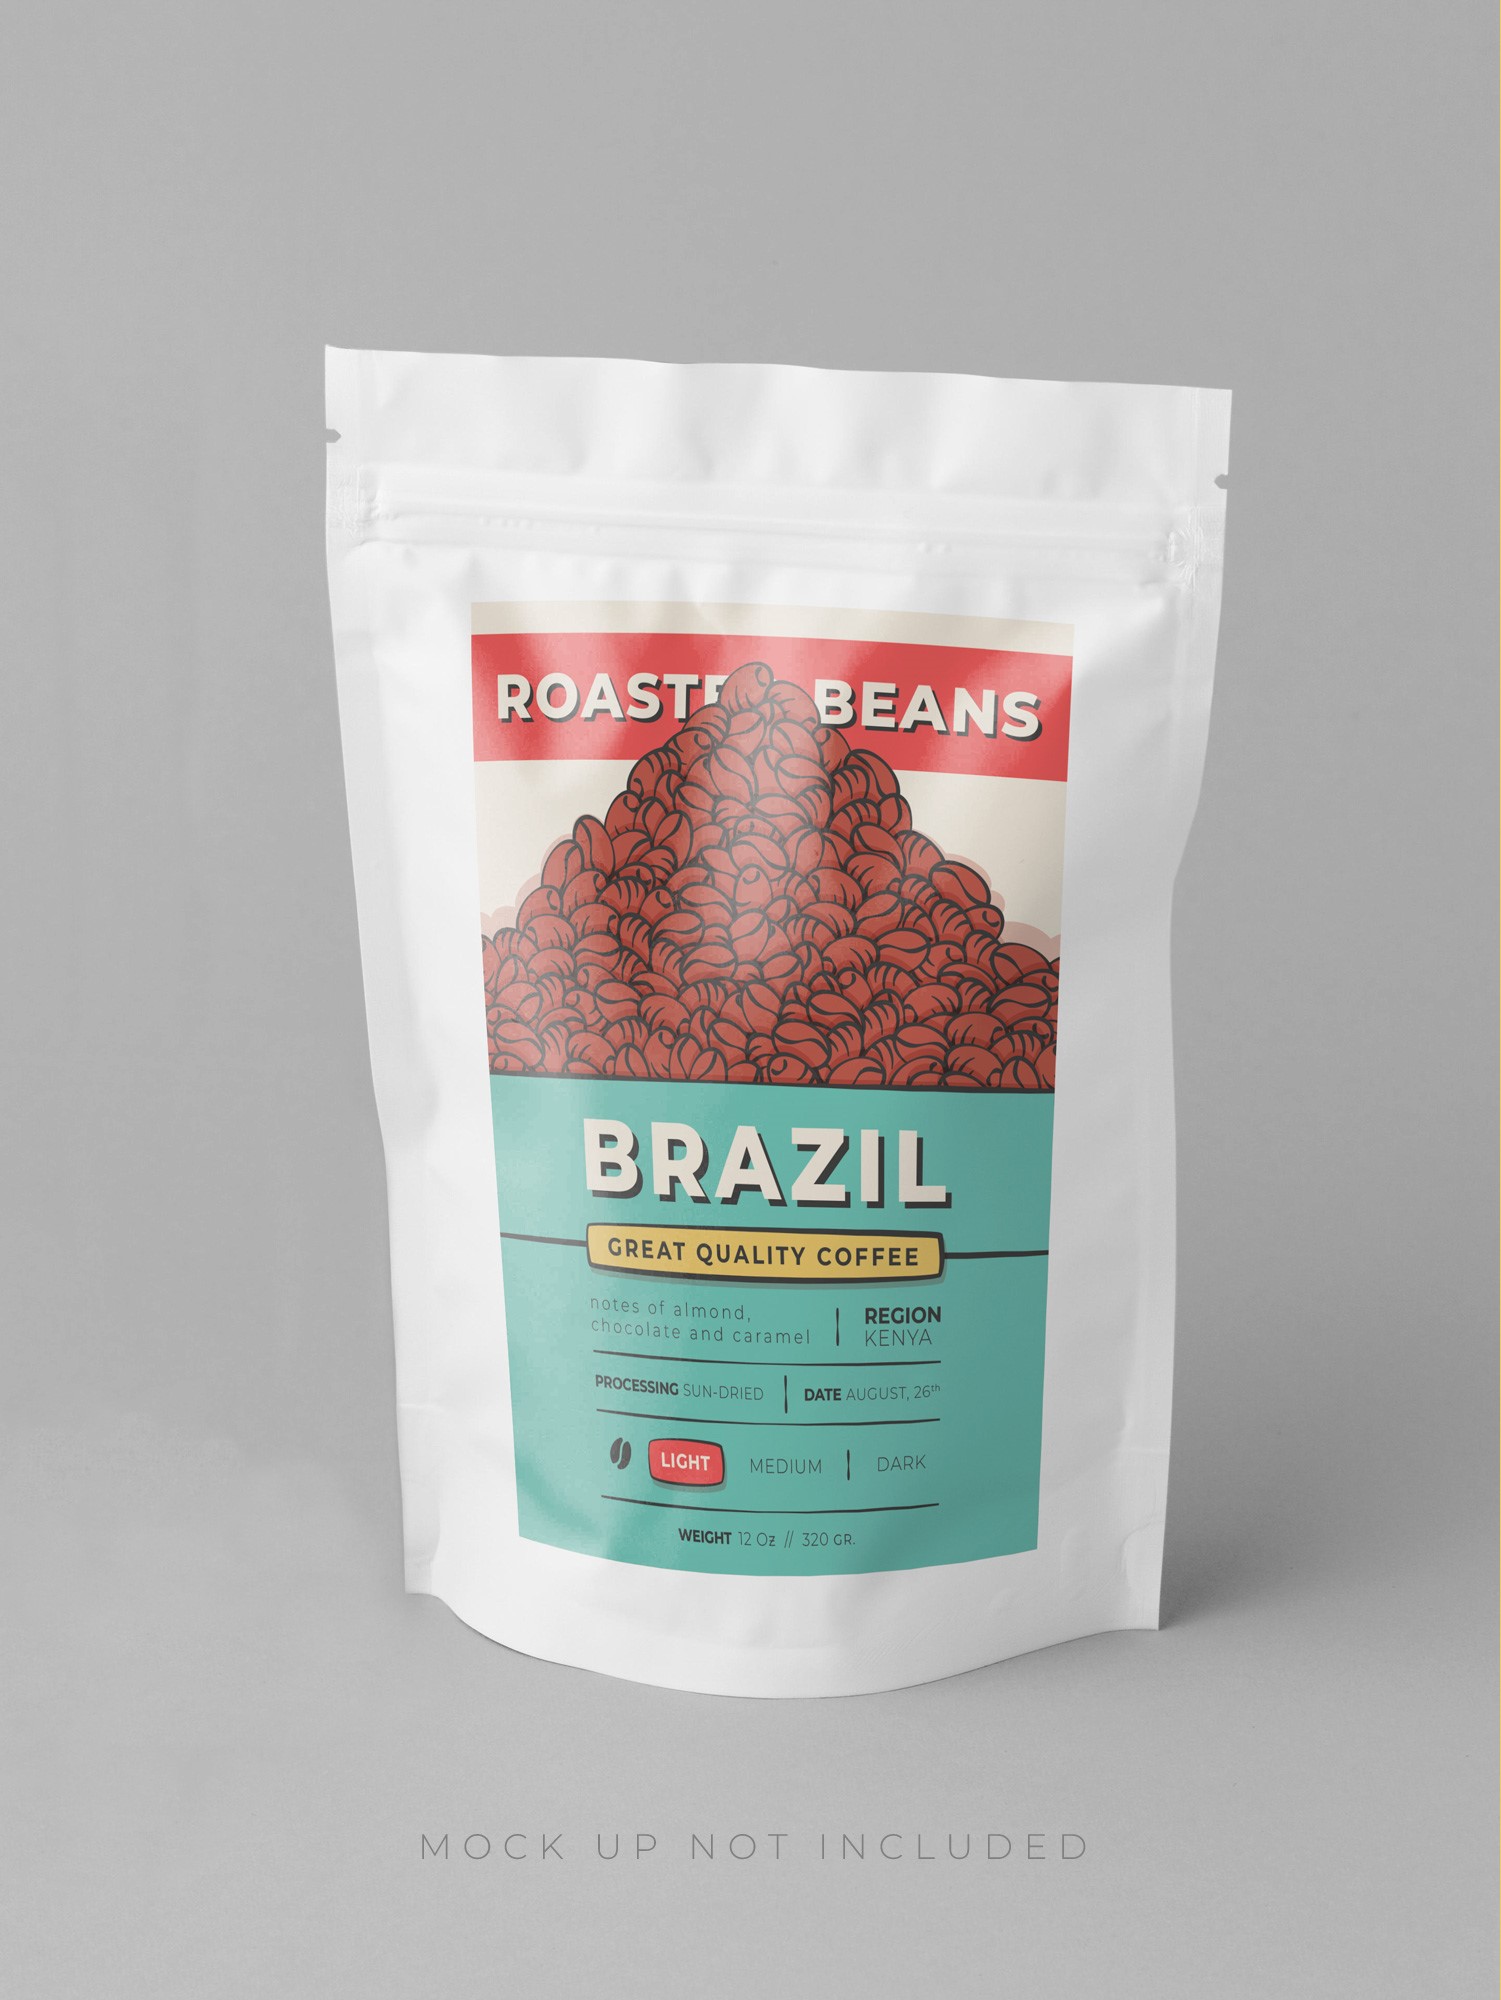 ROASTE BEANS
BRAZIL
GREAT QUALITY COFFEE
notes of almond,
chocolate and caramel
REGION
KENYA
PROCESSING SUN-DRIED
DATE AUGUST, 26th
LIGHT MEDIUM DARK
WEIGHT 12 Oz // 320 GR.
MOCK UP NOT INCLUDED